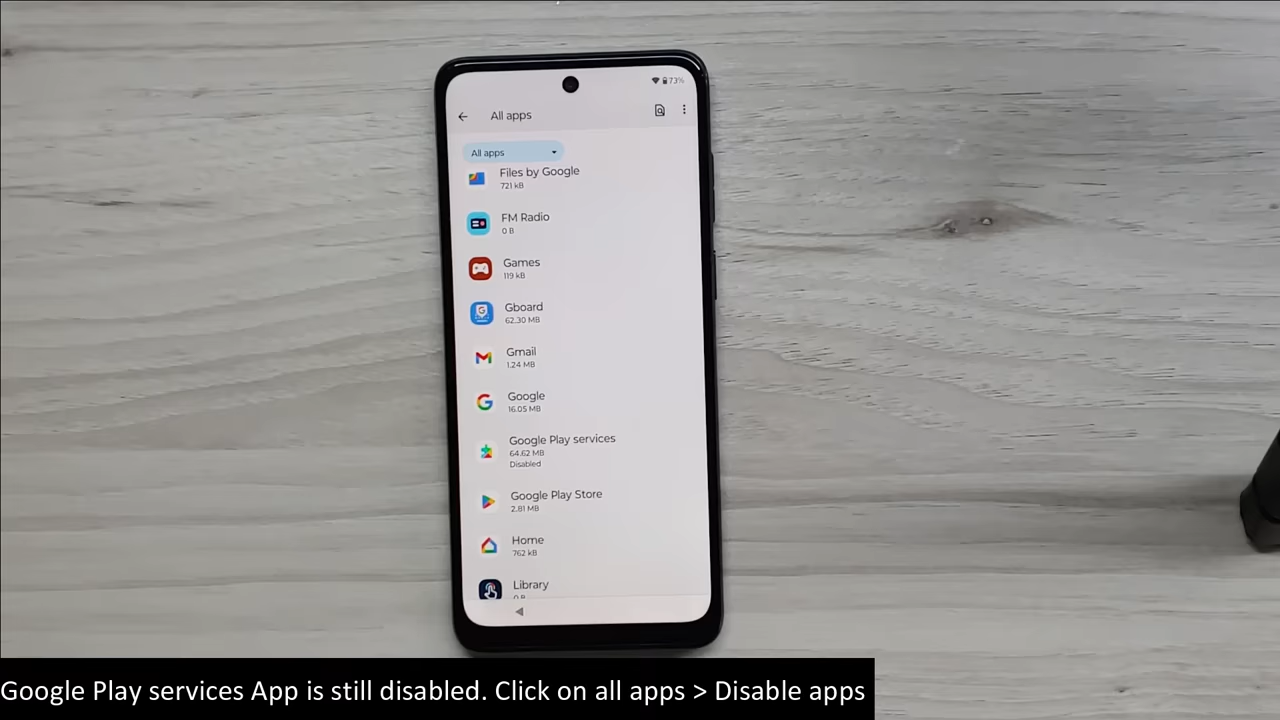 73%
All apps
All apps
Files by Google
721 kB
FM Radio
0 B
Games
119 kB
Gboard
62.30 MB
Gmail
1.24 MB
Google
16.05 MB
Google Play services
64.62 MB
Disabled
Google Play Store
2.81 MB
Home
762 kB
Library
0 B
Google Play services App is still disabled. Click on all apps > Disable apps